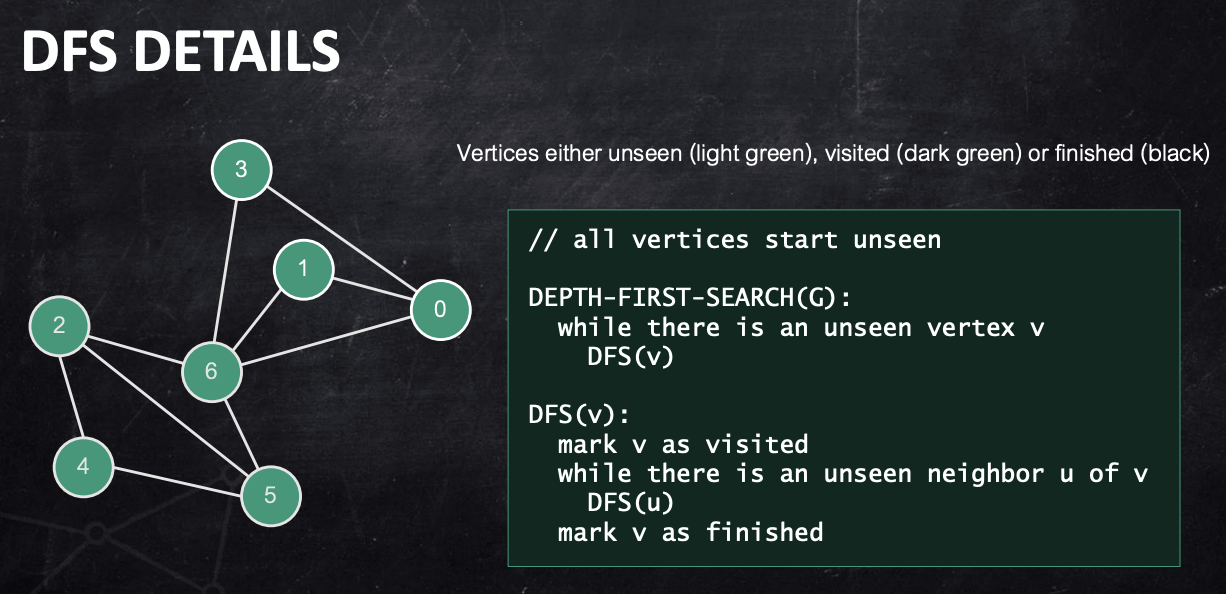 DFS DETAILS
Vertices either unseen (light green), visited (dark green) or finished (black)
3
1
0
2
6
4
5
// all vertices start unseen
DEPTH-FIRST-SEARCH(G):
while there is an unseen vertex v
DFS(v)
DFS(v):
mark v as visited
while there is an unseen neighbor u of v
DFS(u)
mark v as finished